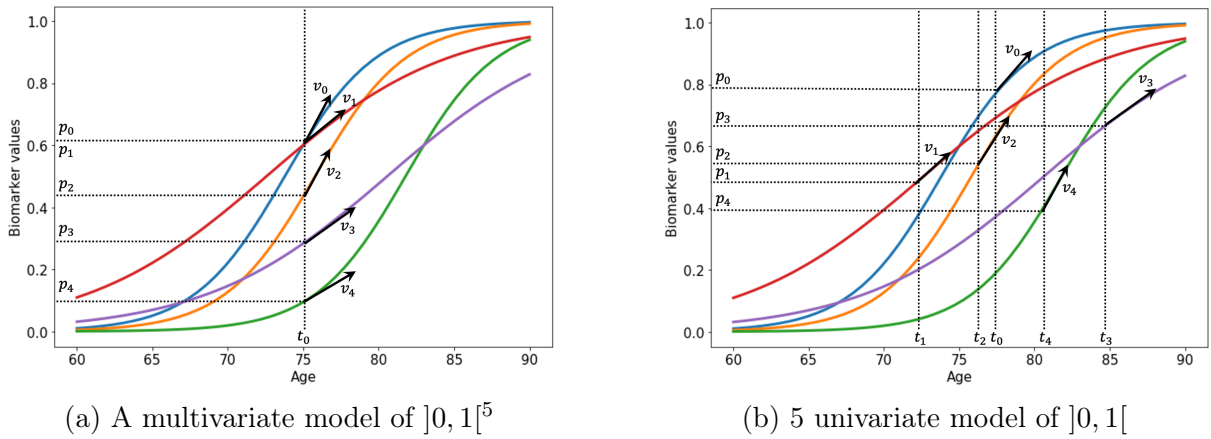 1.0
0.8
0.6
0.4
0.2
0.0
Biomarker values
p₀
p₁
p₂
p₃
p₄
v₀
v₁
v₂
v₃
v₄
t₀
60 65 70 75 80 85 90
Age
(a) A multivariate model of ]0, 1[⁵
1.0
0.8
0.6
0.4
0.2
0.0
Biomarker values
p₀
p₃
p₂
p₁
p₄
v₀
v₃
v₂
v₁
v₄
t₁ t₂ t₀ t₄ t₃
60 65 70 75 80 85 90
Age
(b) 5 univariate model of ]0, 1[